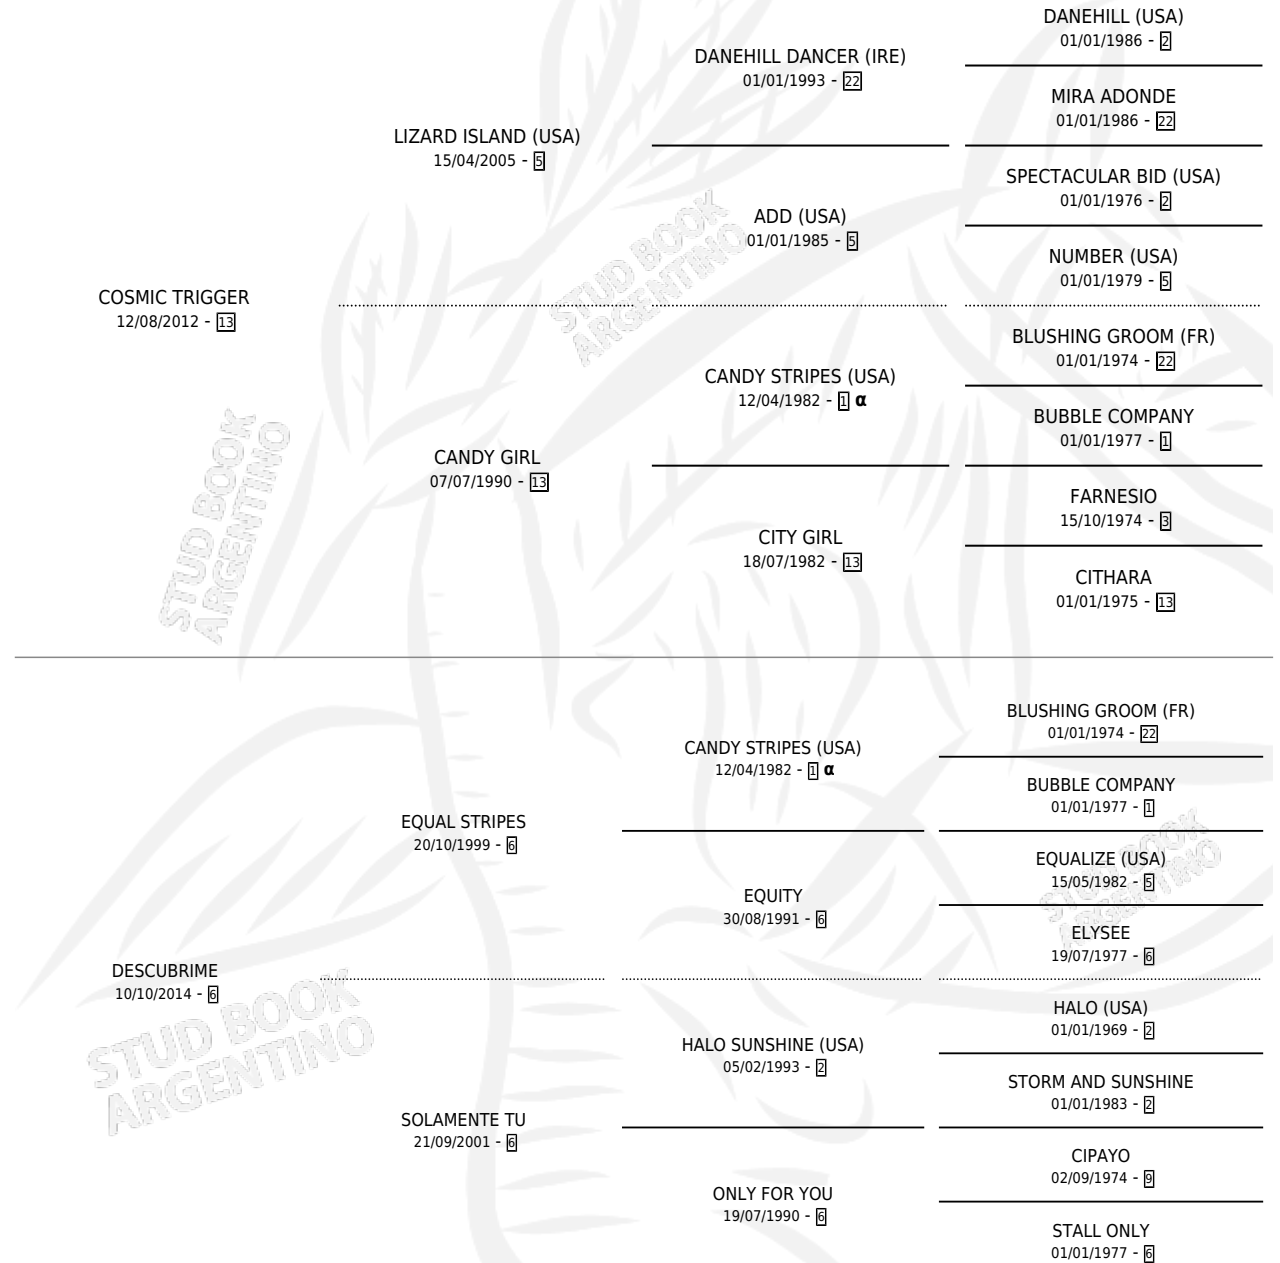 DANEHILL (USA)
01/01/1986 - 2
DANEHILL DANCER (IRE)
01/01/1993 - 22
MIRA ADONDE
01/01/1986 - 22
LIZARD ISLAND (USA)
15/04/2005 - 5
SPECTACULAR BID (USA)
01/01/1976 - 2
ADD (USA)
01/01/1985 - 5
NUMBER (USA)
01/01/1979 - 5
COSMIC TRIGGER
12/08/2012 - 13
BLUSHING GROOM (FR)
01/01/1974 - 22
CANDY STRIPES (USA)
12/04/1982 - 1 α
BUBBLE COMPANY
01/01/1977 - 1
CANDY GIRL
07/07/1990 - 13
FARNESIO
15/10/1974 - 3
CITY GIRL
18/07/1982 - 13
CITHARA
01/01/1975 - 13
STUD BOOK
ARGENTINO
STUD BOOK
ARGENTINO
BLUSHING GROOM (FR)
01/01/1974 - 22
CANDY STRIPES (USA)
12/04/1982 - 1 α
BUBBLE COMPANY
01/01/1977 - 1
EQUAL STRIPES
20/10/1999 - 6
EQUALIZE (USA)
15/05/1982 - 5
EQUITY
30/08/1991 - 6
ELYSEE
19/07/1977 - 6
DESCUBRIME
10/10/2014 - 6
HALO (USA)
01/01/1969 - 2
HALO SUNSHINE (USA)
05/02/1993 - 2
STORM AND SUNSHINE
01/01/1983 - 2
SOLAMENTE TU
21/09/2001 - 6
CIPAYO
02/09/1974 - 9
ONLY FOR YOU
19/07/1990 - 6
STALL ONLY
01/01/1977 - 6
STUD BOOK
ARGENTINO
STUD BOOK
ARGENTINO